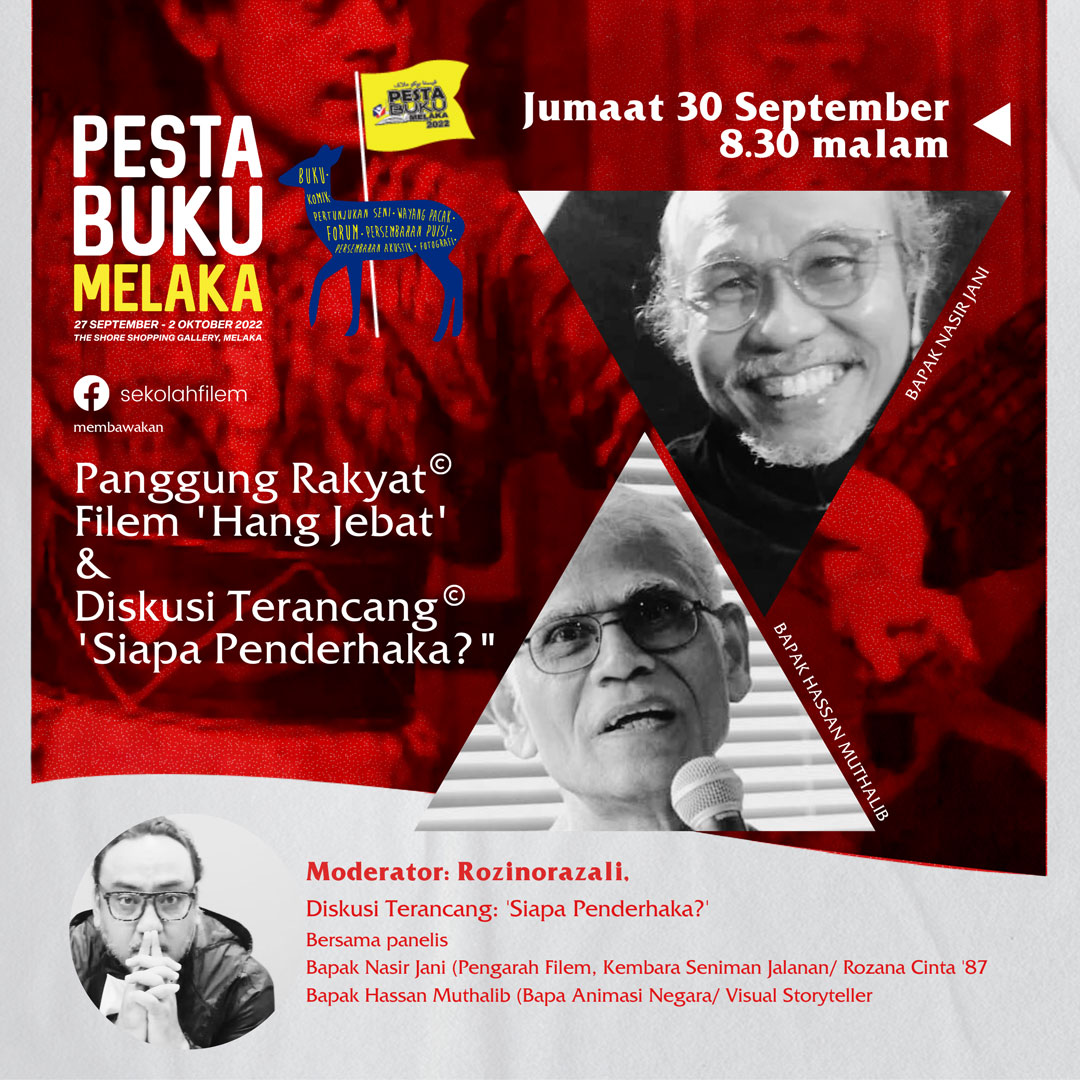 PESTA
BUKU
MELAKA
27 SEPTEMBER - 2 OKTOBER 2022
THE SHORE SHOPPING GALLERY, MELAKA
PESTA
BUKU
MELAKA
2022
BUKU·
KOMIK·
PERTUNJUKAN SENI· WAYANG PACAK·
FORUM· PERSEMBAHAN PUISI·
PERSEMBAHAN AKUSTIK· FOTOGRAFI·
Jumaat 30 September
8.30 malam
BAPAK NASIR JANI
sekolahfilem
membawakan
Panggung Rakyat©
Filem 'Hang Jebat'
&
Diskusi Terancang©
'Siapa Penderhaka?"
BAPAK HASSAN MUTHALIB
Moderator: Rozinorazali,
Diskusi Terancang: 'Siapa Penderhaka?'
Bersama panelis
Bapak Nasir Jani (Pengarah Filem, Kembara Seniman Jalanan/ Rozana Cinta '87
Bapak Hassan Muthalib (Bapa Animasi Negara/ Visual Storyteller